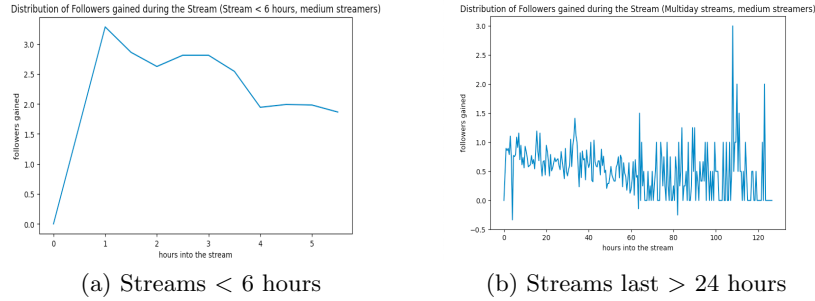 Distribution of Followers gained during the Stream (Stream < 6 hours, medium streamers)
followers gained
3.0
2.5
2.0
1.5
1.0
0.5
0.0
0 1 2 3 4 5
hours into the stream
(a) Streams < 6 hours
Distribution of Followers gained during the Stream (Multiday streams, medium streamers)
followers gained
3.0
2.5
2.0
1.5
1.0
0.5
0.0
−0.5
0 20 40 60 80 100 120
hours into the stream
(b) Streams last > 24 hours